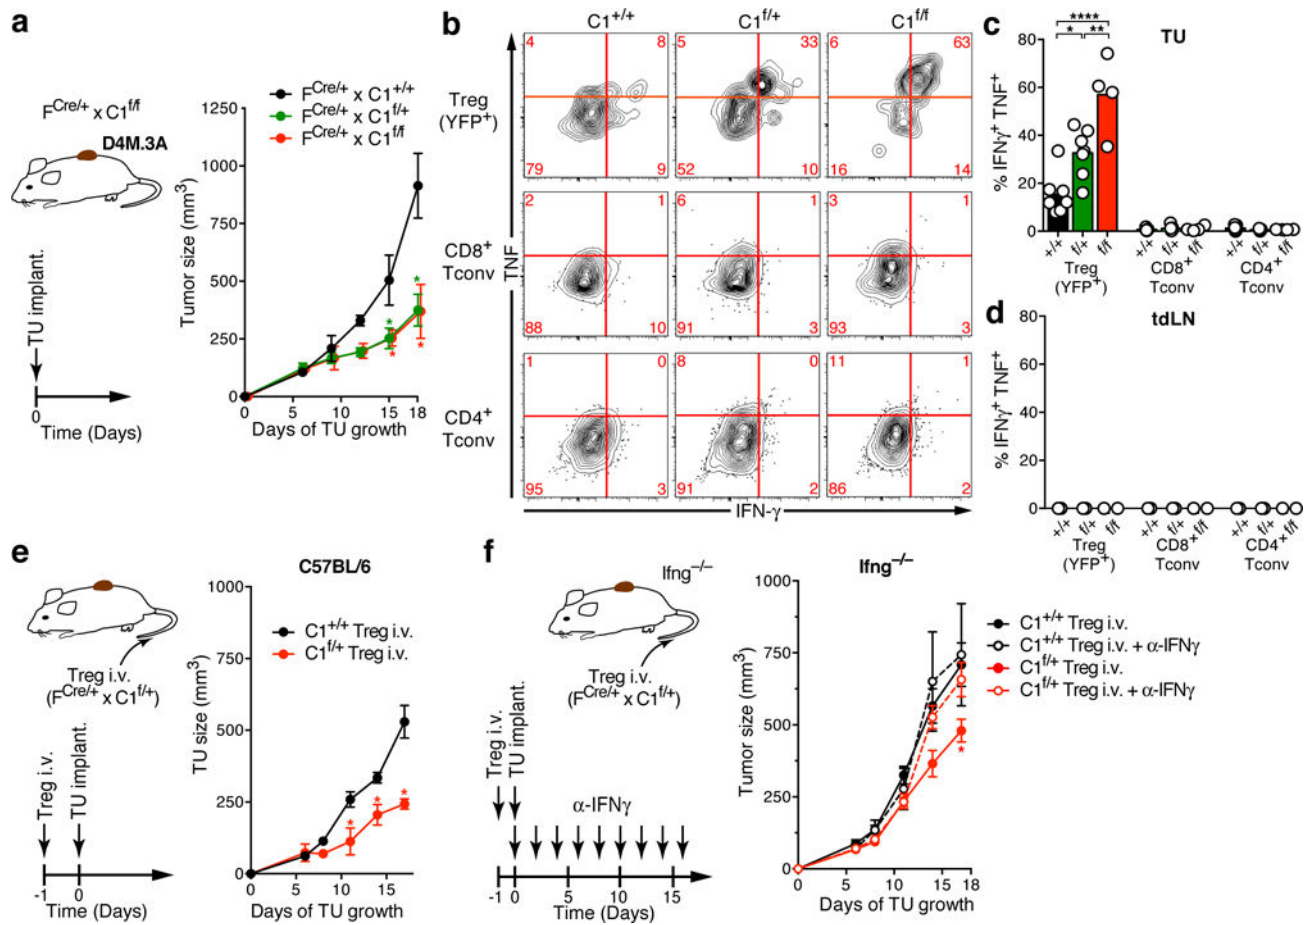 a
F^Cre/+ x C1^f/f
D4M.3A
TU implant.
0
Time (Days)
F^Cre/+ x C1^+/+
F^Cre/+ x C1^f/+
F^Cre/+ x C1^f/f
Tumor size (mm³)
1250
1000
750
500
250
0
* *
* *
0 5 10 15 18
Days of TU growth
b
C1^+/+ C1^f/+ C1^f/f
Treg
(YFP⁺)
4 8 5 33 6 63
79 9 52 10 16 14
CD8⁺
Tconv
2 1 6 1 3 1
88 10 91 3 93 3
CD4⁺
Tconv
1 0 8 0 11 1
95 3 91 2 86 2
TNF
IFN-γ
c
TU
****
* **
% IFNγ⁺ TNF⁺
80
60
40
20
0
+/+ f/+ f/f +/+ f/+ f/f +/+ f/+ f/f
Treg CD8⁺ CD4⁺
(YFP⁺) Tconv Tconv
d
tdLN
% IFNγ⁺ TNF⁺
80
60
40
20
0
+/+ f/+ f/f +/+ f/+ f/f +/+ f/+ f/f
Treg CD8⁺ CD4⁺
(YFP⁺) Tconv Tconv
e
Treg i.v.
(F^Cre/+ x C1^f/+)
Treg i.v.
TU implant.
-1 0
Time (Days)
C57BL/6
C1^+/+ Treg i.v.
C1^f/+ Treg i.v.
TU size (mm³)
1000
750
500
250
0
* * *
0 5 10 15
Days of TU growth
f
Ifng^–/–
Treg i.v.
(F^Cre/+ x C1^f/+)
Treg i.v.
TU implant.
α-IFNγ
-1 0 5 10 15
Time (Days)
Ifng^–/–
Tumor size (mm³)
1000
750
500
250
0
*
0 5 10 15 18
Days of TU growth
C1^+/+ Treg i.v.
C1^+/+ Treg i.v. + α-IFNγ
C1^f/+ Treg i.v.
C1^f/+ Treg i.v. + α-IFNγ